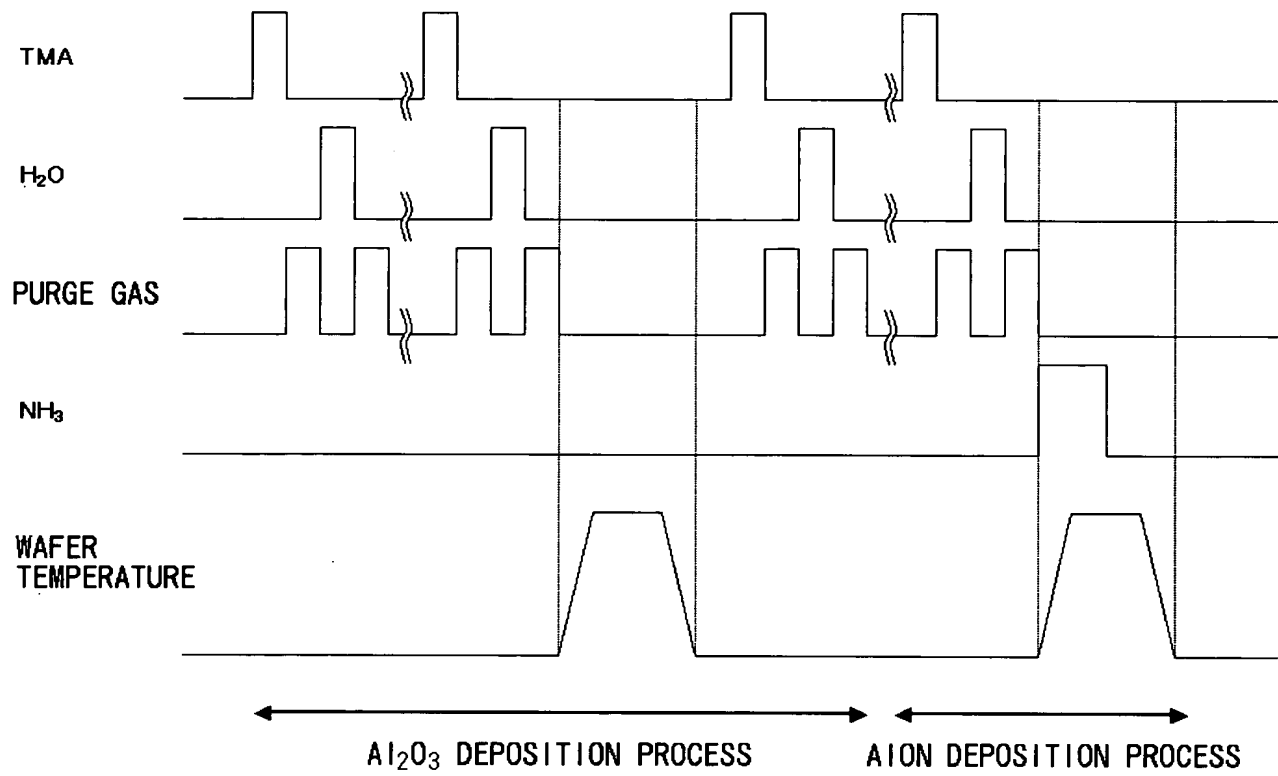 TMA
H₂O
PURGE GAS
NH₃
WAFER
TEMPERATURE
Al₂O₃ DEPOSITION PROCESS
AlON DEPOSITION PROCESS